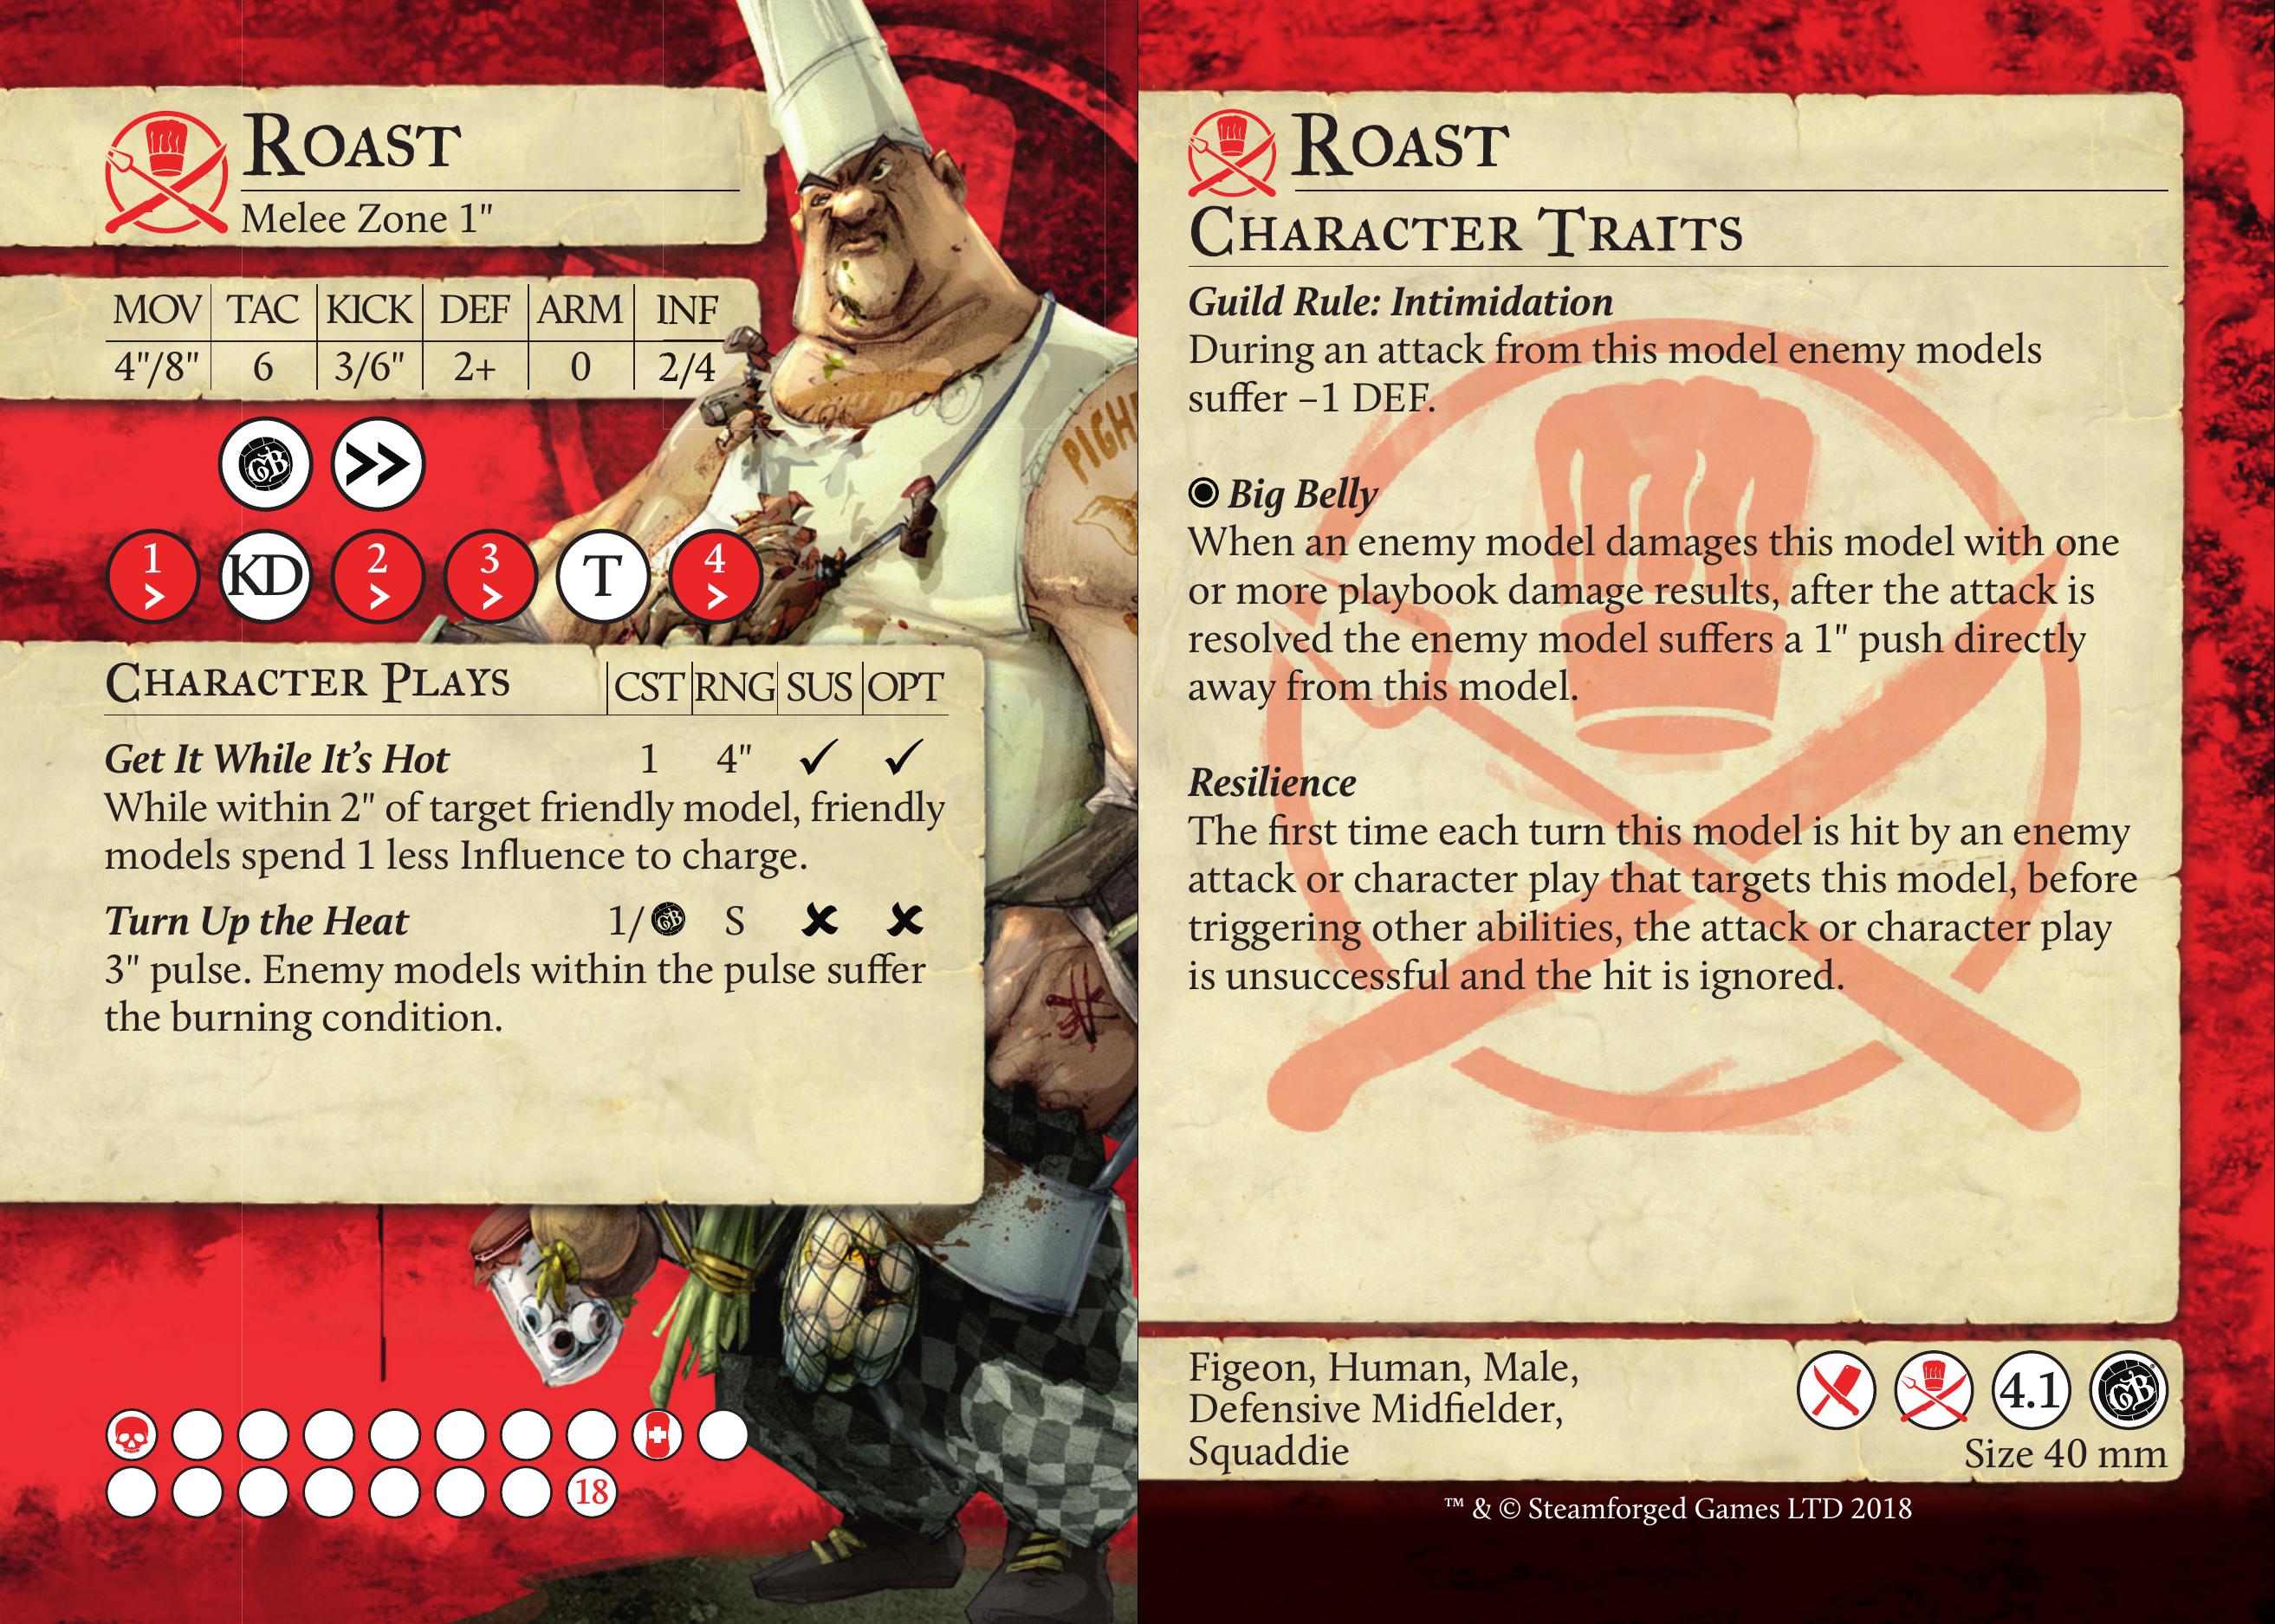 ROAST
Melee Zone 1"
MOV TAC KICK DEF ARM INF
4"/8" 6 3/6" 2+ 0 2/4
GB >>
1 > KD 2 > 3 > T 4 >
CHARACTER PLAYS CST RNG SUS OPT
Get It While It's Hot 1 4" ✓ ✓
While within 2" of target friendly model, friendly
models spend 1 less Influence to charge.
Turn Up the Heat 1/GB S ✘ ✘
3" pulse. Enemy models within the pulse suffer
the burning condition.
18
PIGH
ROAST
CHARACTER TRAITS
Guild Rule: Intimidation
During an attack from this model enemy models
suffer –1 DEF.
Big Belly
When an enemy model damages this model with one
or more playbook damage results, after the attack is
resolved the enemy model suffers a 1" push directly
away from this model.
Resilience
The first time each turn this model is hit by an enemy
attack or character play that targets this model, before
triggering other abilities, the attack or character play
is unsuccessful and the hit is ignored.
Figeon, Human, Male,
Defensive Midfielder,
Squaddie
4.1 GB
Size 40 mm
™ & © Steamforged Games LTD 2018